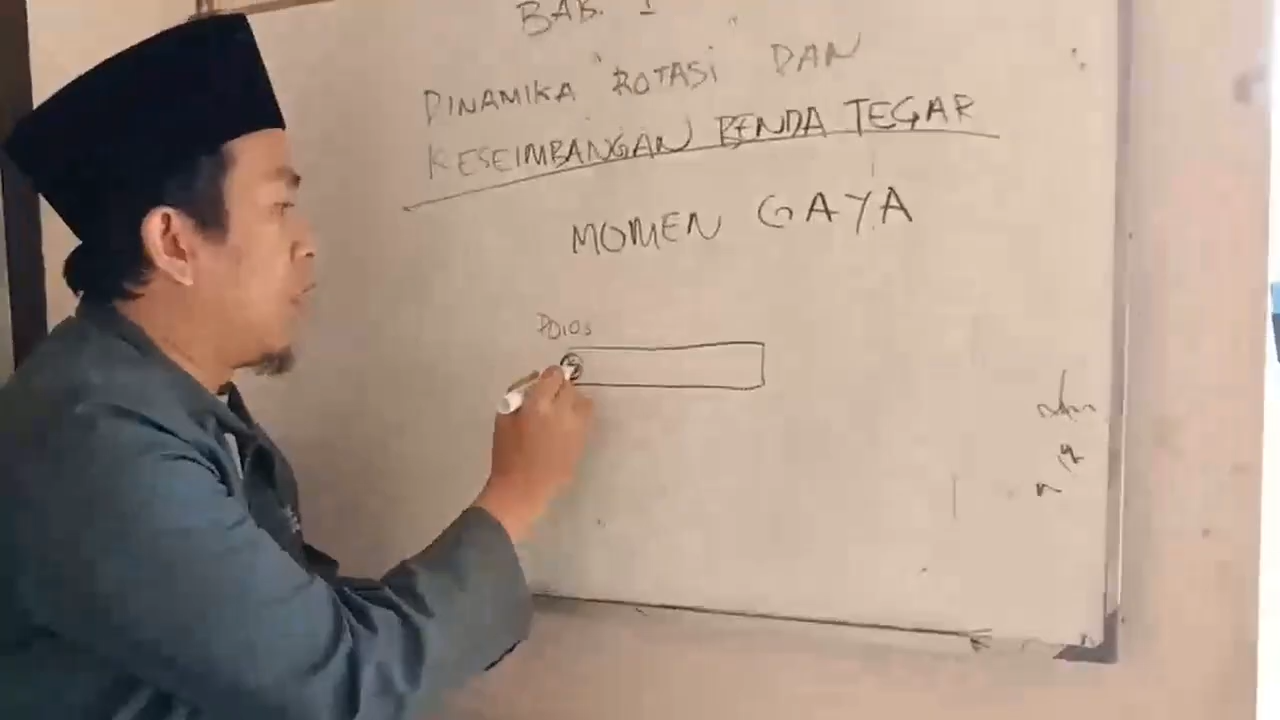 BAB. I
DINAMIKA "ROTASI" DAN
KESEIMBANGAN BENDA TEGAR
MOMEN GAYA
POROS